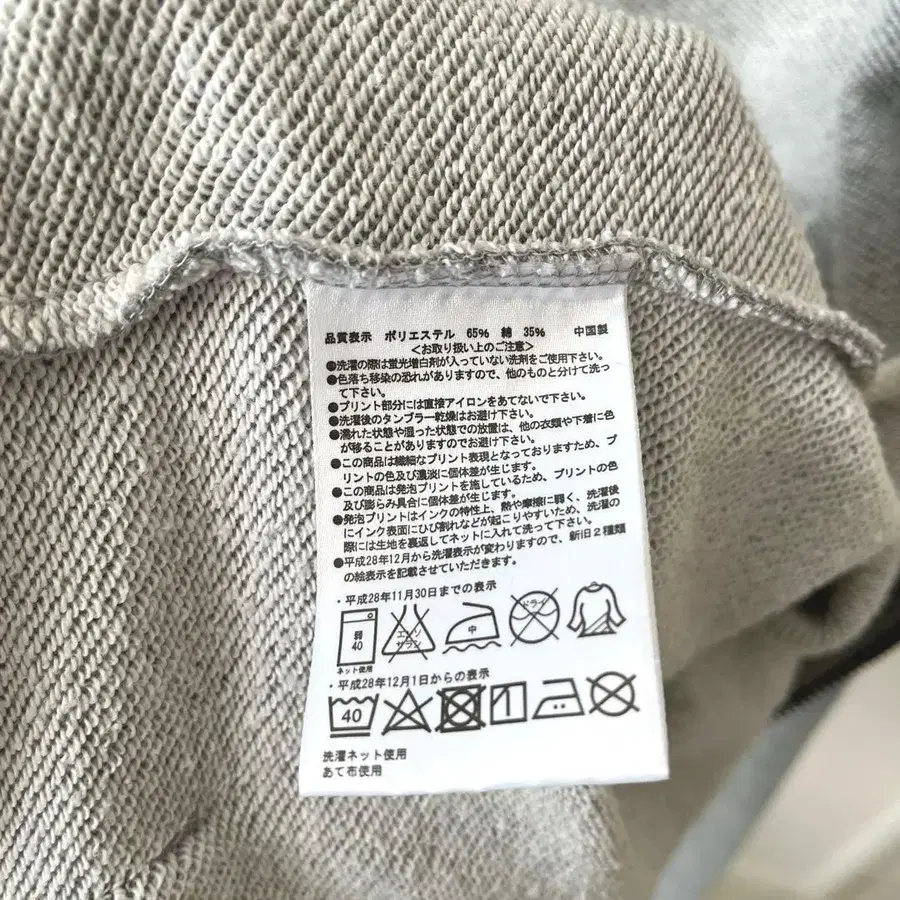 品質表示 ポリエステル 65% 綿 35% 中国製
<お取り扱い上のご注意>
●洗濯の際は蛍光増白剤が入っていない洗剤をご使用下さい。
●色落ち移染の恐れがありますので、他のものと分けて洗っ
て下さい。
●プリント部分には直接アイロンをあてないで下さい。
●洗濯後のタンブラー乾燥はお避け下さい。
●濡れた状態や湿った状態での放置は、他の衣類や下着に色
が移ることがありますのでお避け下さい。
●この商品は繊細なプリント表現となっておりますため、プ
リントの色及び濃淡に個体差が生じます。
●この商品は発泡プリントを施しているため、プリントの色
及び膨らみ具合に個体差が生じます。
●発泡プリントはインクの特性上、熱や摩擦に弱く、洗濯後
にインク表面にひび割れなどが起こりやすいため、洗濯の
際には生地を裏返してネットに入れて洗って下さい。
●平成28年12月から洗濯表示が変わりますので、新旧2種類
の絵表示を記載させていただきます。
・平成28年11月30日までの表示
弱 40 エンソ サラシ 中 ドライ
ネット使用
・平成28年12月1日からの表示
40
洗濯ネット使用
あて布使用